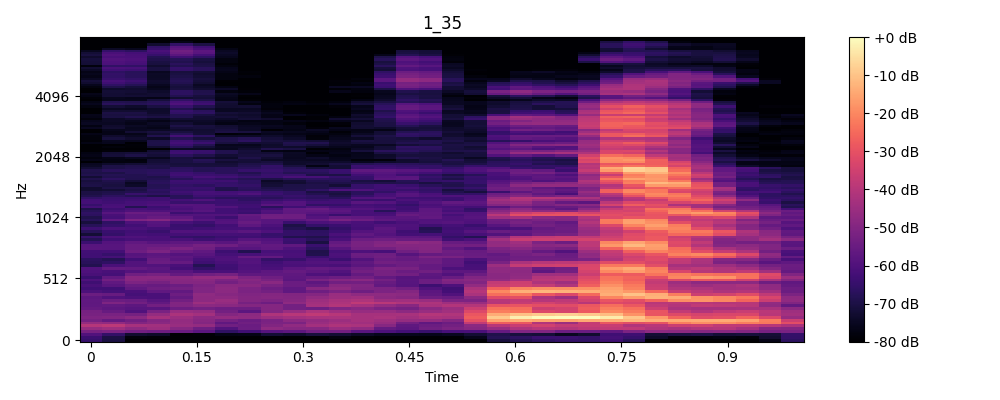 1_35
Hz
4096
2048
1024
512
0
0 0.15 0.3 0.45 0.6 0.75 0.9
Time
+0 dB
-10 dB
-20 dB
-30 dB
-40 dB
-50 dB
-60 dB
-70 dB
-80 dB